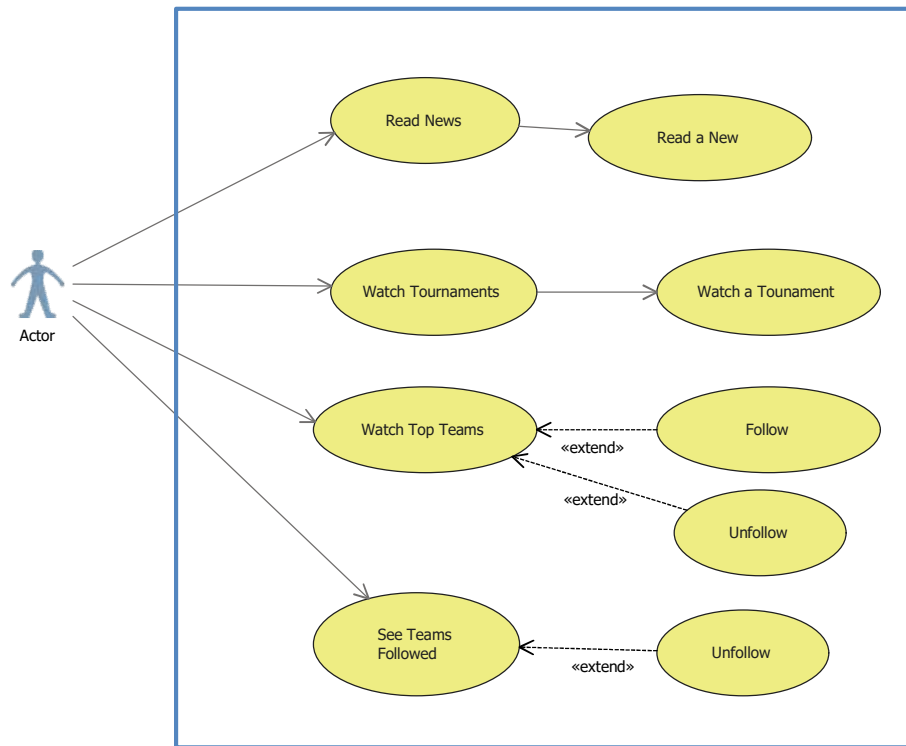 Read News
Read a New
Actor
Watch Tournaments
Watch a Tounament
Watch Top Teams
«extend»
Follow
«extend»
Unfollow
See Teams
Followed
«extend»
Unfollow